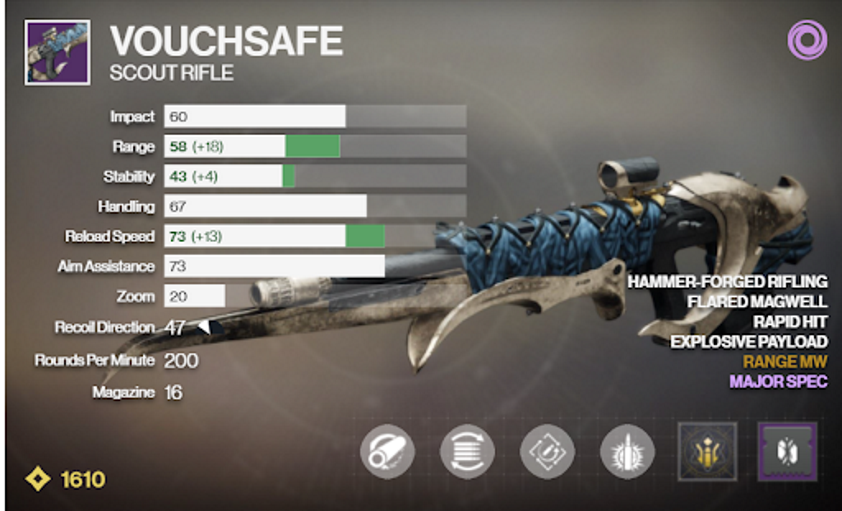 VOUCHSAFE
SCOUT RIFLE
Impact 60
Range 58 (+18)
Stability 43 (+4)
Handling 67
Reload Speed 73 (+13)
Aim Assistance 73
Zoom 20
Recoil Direction 47
Rounds Per Minute 200
Magazine 16
HAMMER-FORGED RIFLING
FLARED MAGWELL
RAPID HIT
EXPLOSIVE PAYLOAD
RANGE MW
MAJOR SPEC
1610